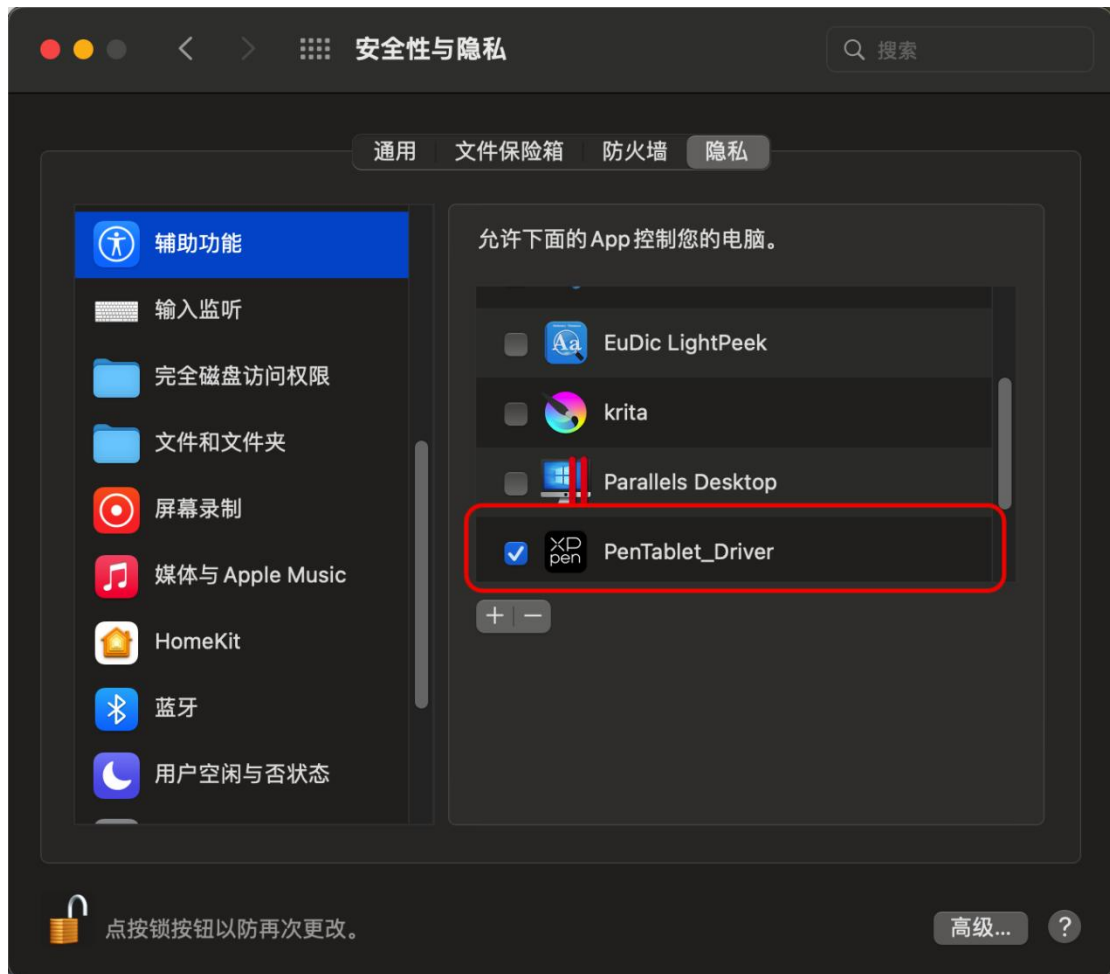 安全性与隐私
搜索
通用 文件保险箱 防火墙 隐私
辅助功能
输入监听
完全磁盘访问权限
文件和文件夹
屏幕录制
媒体与 Apple Music
HomeKit
蓝牙
用户空闲与否状态
允许下面的App控制您的电脑。
Aa
EuDic LightPeek
krita
Parallels Desktop
XP
pen
PenTablet_Driver
+ −
点按锁按钮以防再次更改。
高级... ?